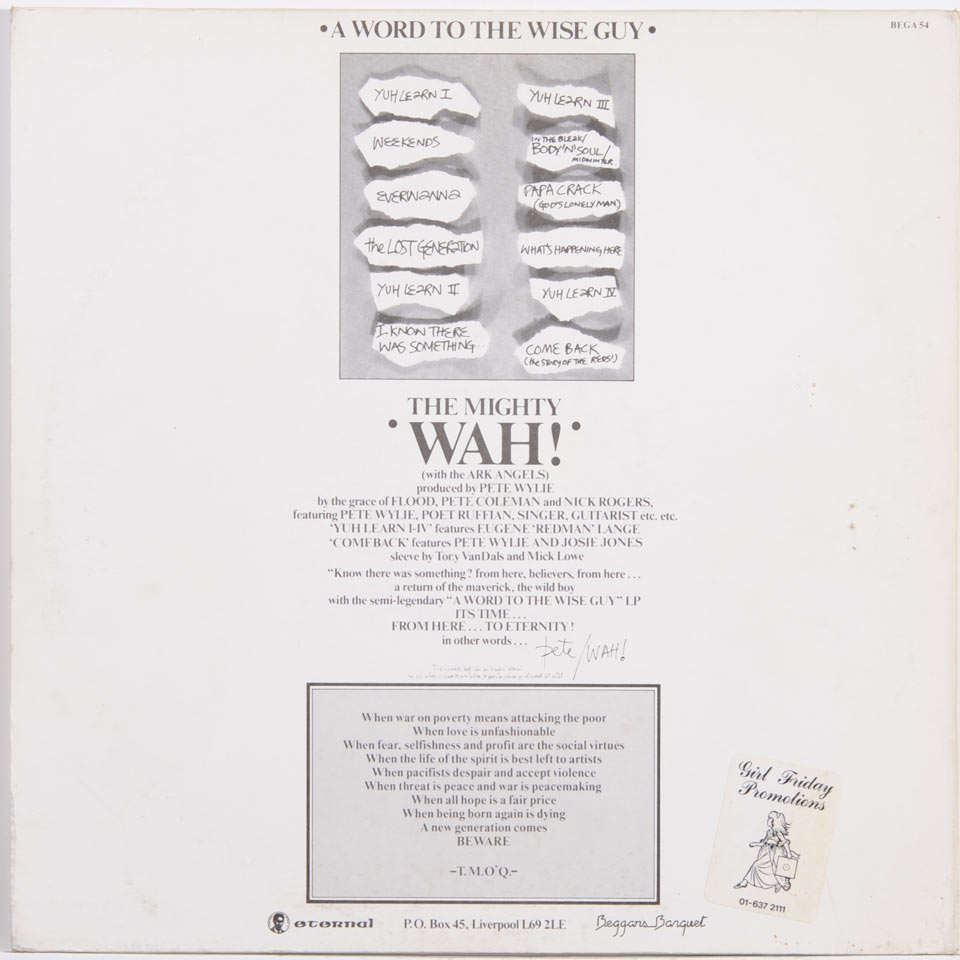 •A WORD TO THE WISE GUY•
BEGA 54
YUH LEARN I
WEEKENDS
EVERWANNA
the LOST GENERATION
YUH LEARN II
I KNOW THERE
WAS SOMETHING...
YUH LEARN III
IN THE BLEAK/
BODY 'N' SOUL/
MIDWINTER
PAPA CRACK
(GOD'S LONELY MAN)
WHAT'S HAPPENING HERE
YUH LEARN IV
COME BACK
(the STORY OF THE REDS!)
THE MIGHTY
•WAH!•
(with the ARK ANGELS)
produced by PETE WYLIE
by the grace of FLOOD, PETE COLEMAN and NICK ROGERS,
featuring PETE WYLIE, POET RUFFIAN, SINGER, GUITARIST etc. etc.
'YUH LEARN I-IV' features EUGENE 'REDMAN' LANGE
'COMEBACK' features PETE WYLIE AND JOSIE JONES
sleeve by Tory VanDals and Mick Lowe
"Know there was something? from here, believers, from here...
a return of the maverick, the wild boy
with the semi-legendary "A WORD TO THE WISE GUY" LP
ITS TIME...
FROM HERE... TO ETERNITY!
in other words...
pete/WAH!
When war on poverty means attacking the poor
When love is unfashionable
When fear, selfishness and profit are the social virtues
When the life of the spirit is best left to artists
When pacifists despair and accept violence
When threat is peace and war is peacemaking
When all hope is a fair price
When being born again is dying
A new generation comes
BEWARE
–T.M.O'Q.–
Girl Friday
Promotions
01-637 2111
eternal
P.O. Box 45, Liverpool L69 2LE
Beggars Banquet